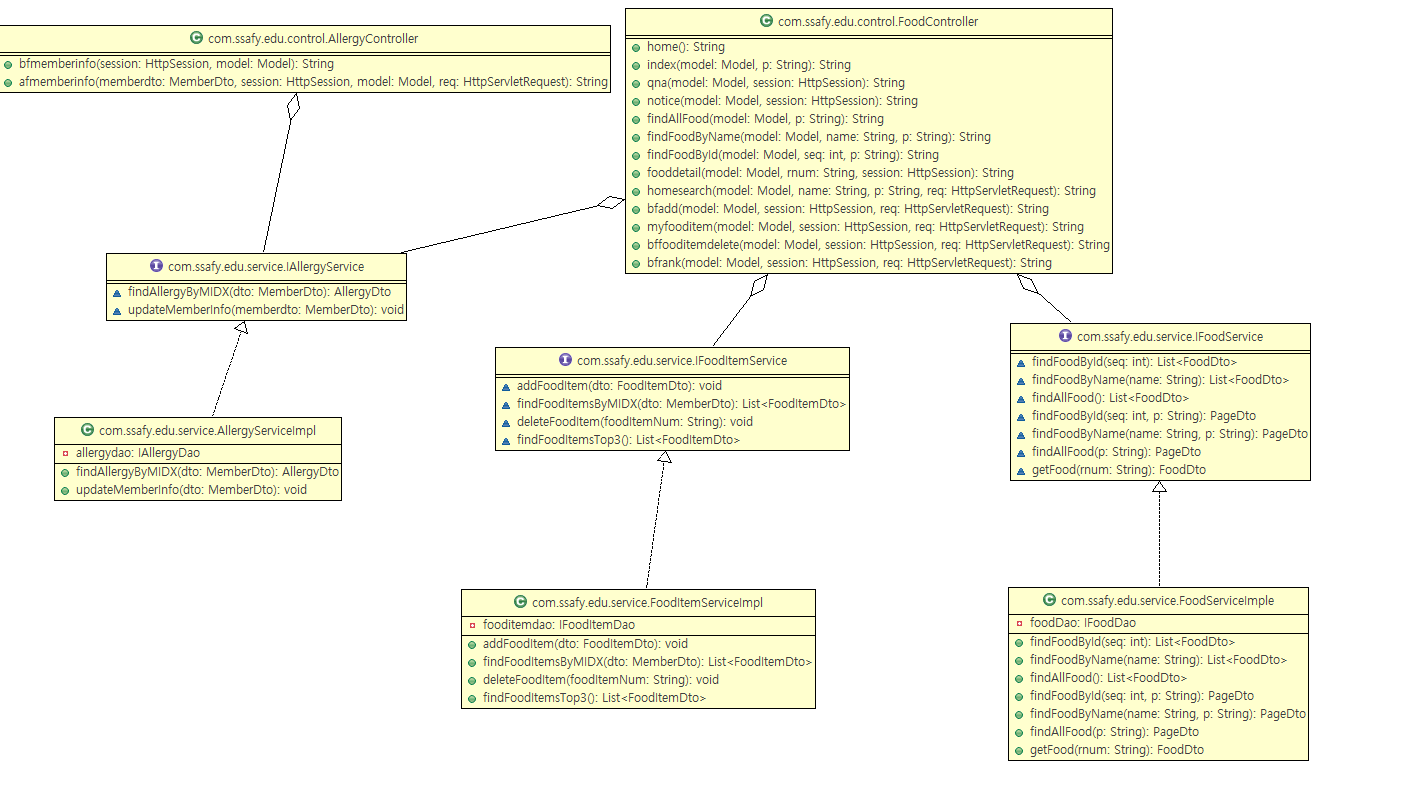 com.ssafy.edu.control.AllergyController
bfmemberinfo(session: HttpSession, model: Model): String
afmemberinfo(memberdto: MemberDto, session: HttpSession, model: Model, req: HttpServletRequest): String
com.ssafy.edu.control.FoodController
home(): String
index(model: Model, p: String): String
qna(model: Model, session: HttpSession): String
notice(model: Model, session: HttpSession): String
findAllFood(model: Model, p: String): String
findFoodByName(model: Model, name: String, p: String): String
findFoodById(model: Model, seq: int, p: String): String
fooddetail(model: Model, rnum: String, session: HttpSession): String
homesearch(model: Model, name: String, p: String, req: HttpServletRequest): String
bfadd(model: Model, session: HttpSession, req: HttpServletRequest): String
myfooditem(model: Model, session: HttpSession, req: HttpServletRequest): String
bffooditemdelete(model: Model, session: HttpSession, req: HttpServletRequest): String
bfrank(model: Model, session: HttpSession, req: HttpServletRequest): String
com.ssafy.edu.service.IAllergyService
findAllergyByMIDX(dto: MemberDto): AllergyDto
updateMemberInfo(memberdto: MemberDto): void
com.ssafy.edu.service.IFoodItemService
addFoodItem(dto: FoodItemDto): void
findFoodItemsByMIDX(dto: MemberDto): List<FoodItemDto>
deleteFoodItem(foodItemNum: String): void
findFoodItemsTop3(): List<FoodItemDto>
com.ssafy.edu.service.IFoodService
findFoodById(seq: int): List<FoodDto>
findFoodByName(name: String): List<FoodDto>
findAllFood(): List<FoodDto>
findFoodById(seq: int, p: String): PageDto
findFoodByName(name: String, p: String): PageDto
findAllFood(p: String): PageDto
getFood(rnum: String): FoodDto
com.ssafy.edu.service.AllergyServiceImpl
allergydao: IAllergyDao
findAllergyByMIDX(dto: MemberDto): AllergyDto
updateMemberInfo(dto: MemberDto): void
com.ssafy.edu.service.FoodItemServiceImpl
fooditemdao: IFoodItemDao
addFoodItem(dto: FoodItemDto): void
findFoodItemsByMIDX(dto: MemberDto): List<FoodItemDto>
deleteFoodItem(foodItemNum: String): void
findFoodItemsTop3(): List<FoodItemDto>
com.ssafy.edu.service.FoodServiceImple
foodDao: IFoodDao
findFoodById(seq: int): List<FoodDto>
findFoodByName(name: String): List<FoodDto>
findAllFood(): List<FoodDto>
findFoodById(seq: int, p: String): PageDto
findFoodByName(name: String, p: String): PageDto
findAllFood(p: String): PageDto
getFood(rnum: String): FoodDto